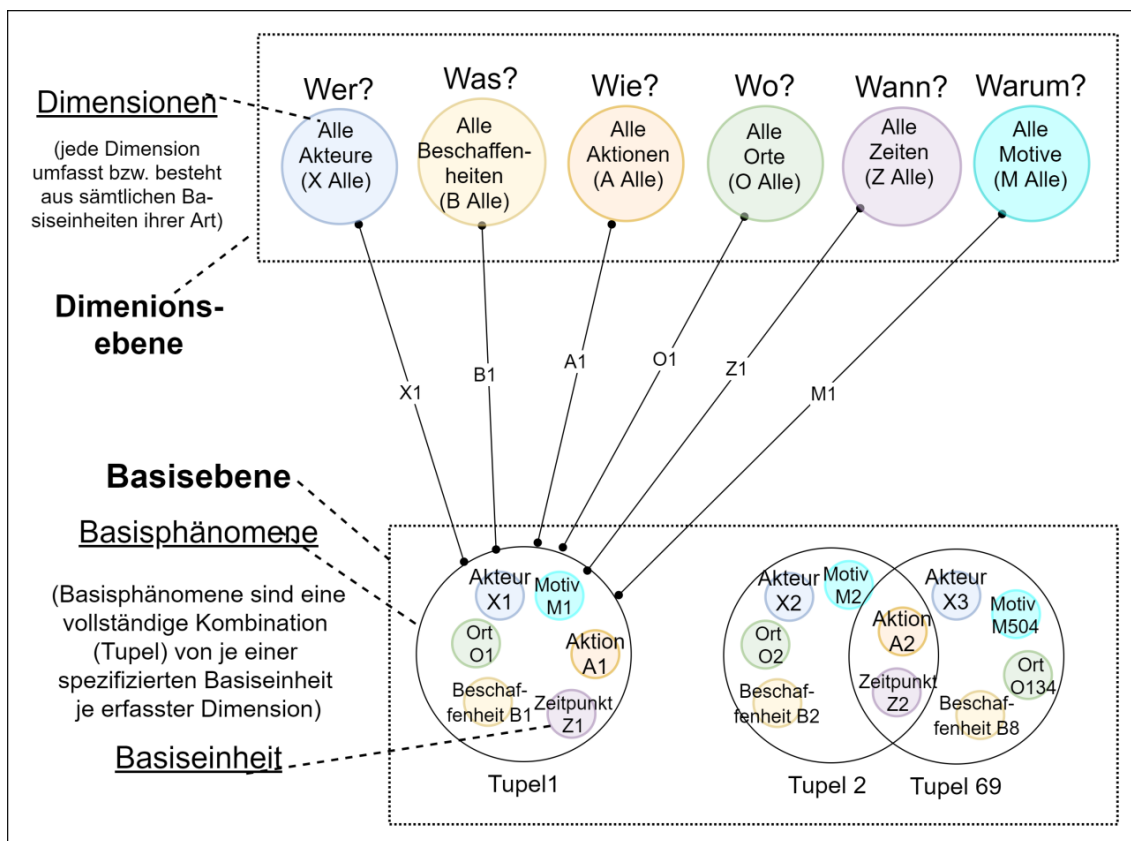 Wer?
Was?
Wie?
Wo?
Wann?
Warum?
Dimensionen
(jede Dimension
umfasst bzw. besteht
aus sämtlichen Ba-
siseinheiten ihrer Art)
Alle
Akteure
(X Alle)
Alle
Beschaffen-
heiten
(B Alle)
Alle
Aktionen
(A Alle)
Alle
Orte
(O Alle)
Alle
Zeiten
(Z Alle)
Alle
Motive
(M Alle)
Dimenions-
ebene
X1
B1
A1
O1
Z1
M1
Basisebene
Basisphänomene
(Basisphänomene sind eine
vollständige Kombination
(Tupel) von je einer
spezifizierten Basiseinheit
je erfasster Dimension)
Basiseinheit
Akteur
X1
Motiv
M1
Ort
O1
Aktion
A1
Beschaf-
fenheit B1
Zeitpunkt
Z1
Tupel1
Akteur
X2
Motiv
M2
Ort
O2
Beschaf-
fenheit B2
Aktion
A2
Zeitpunkt
Z2
Tupel 2
Akteur
X3
Motiv
M504
Ort
O134
Beschaf-
fenheit B8
Tupel 69